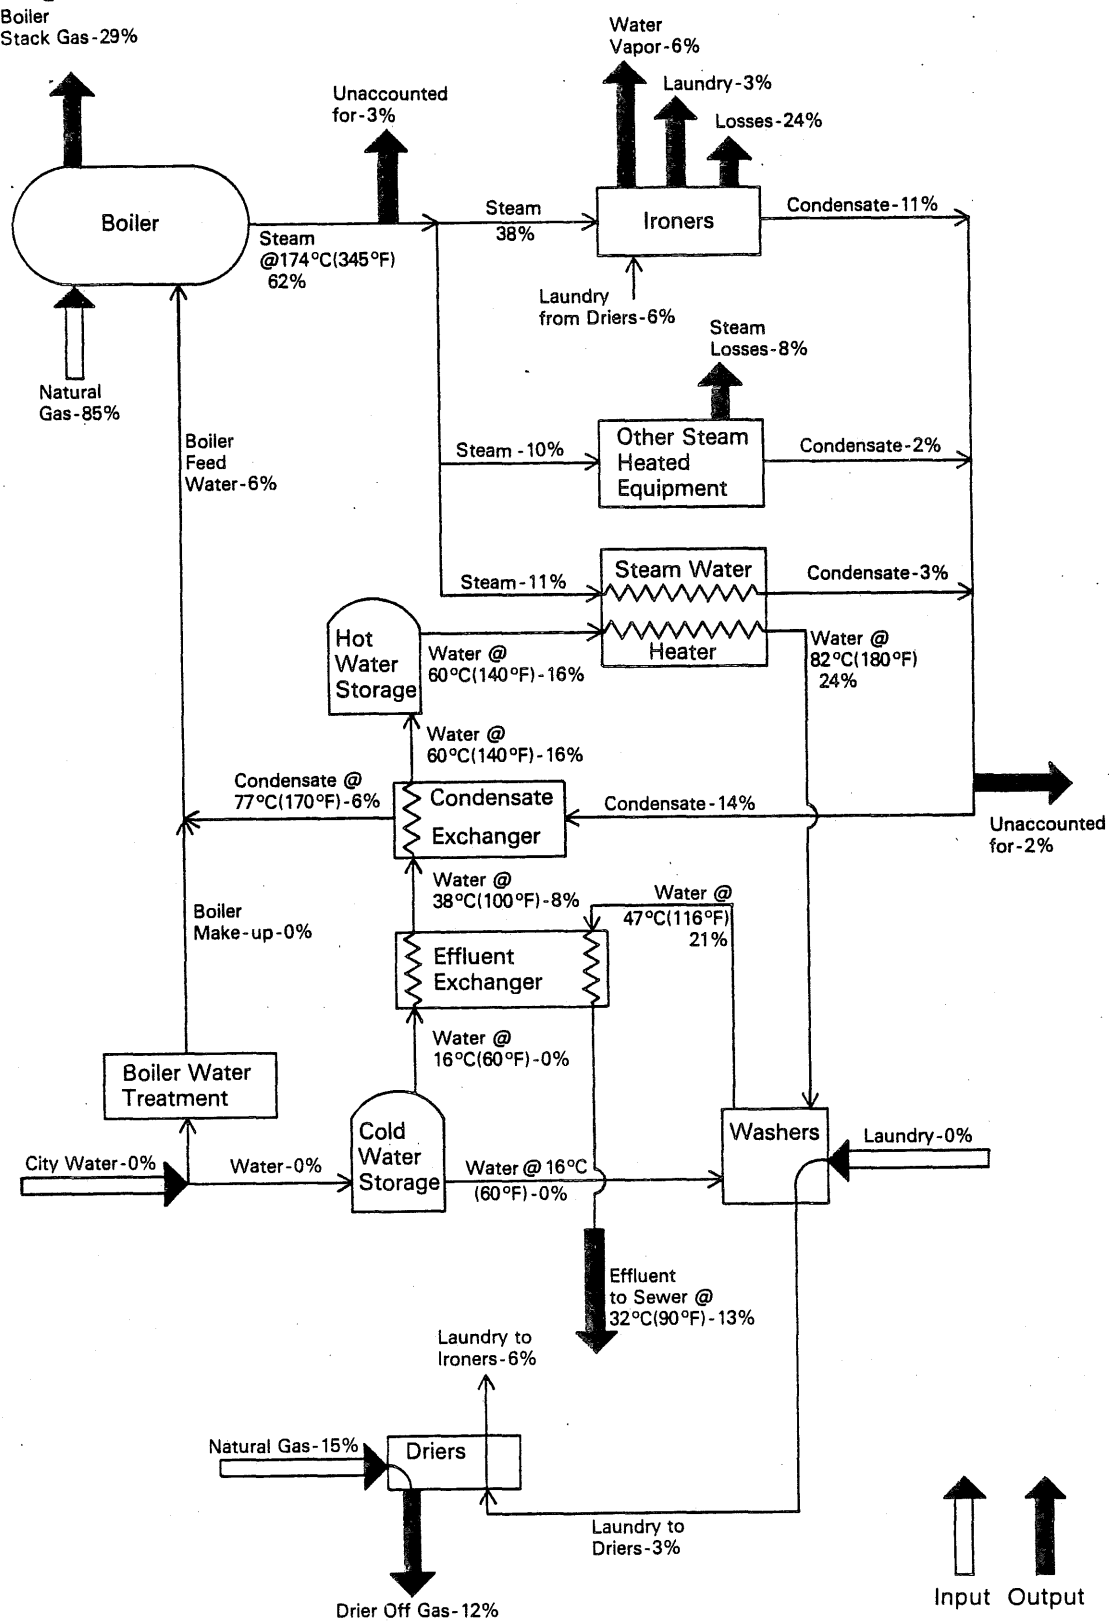 Boiler
Stack Gas-29%
Water
Vapor-6%
Laundry-3%
Losses-24%
Unaccounted
for-3%
Boiler
Steam
@174°C(345°F)
62%
Steam
38%
Ironers
Condensate-11%
Laundry
from Driers-6%
Natural
Gas-85%
Steam
Losses-8%
Boiler
Feed
Water-6%
Steam-10%
Other Steam
Heated
Equipment
Condensate-2%
Steam-11%
Steam Water
Heater
Condensate-3%
Hot
Water
Storage
Water @
60°C(140°F)-16%
Water @
82°C(180°F)
24%
Water @
60°C(140°F)-16%
Condensate @
77°C(170°F)-6%
Condensate
Exchanger
Condensate-14%
Unaccounted
for-2%
Water @
38°C(100°F)-8%
Water @
47°C(116°F)
21%
Boiler
Make-up-0%
Effluent
Exchanger
Water @
16°C(60°F)-0%
Boiler Water
Treatment
Cold
Water
Storage
Washers
Laundry-0%
City Water-0%
Water-0%
Water @ 16°C
(60°F)-0%
Effluent
to Sewer @
32°C(90°F)-13%
Laundry to
Ironers-6%
Natural Gas-15%
Driers
Laundry to
Driers-3%
Drier Off Gas-12%
Input Output